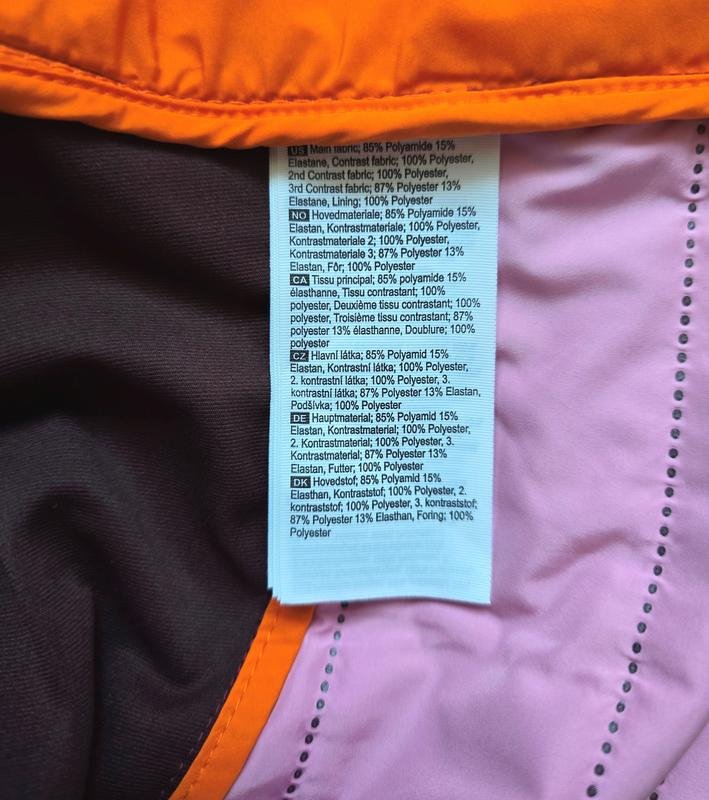 US Main fabric; 85% Polyamide 15%
Elastane, Contrast fabric; 100% Polyester,
2nd Contrast fabric; 100% Polyester,
3rd Contrast fabric; 87% Polyester 13%
Elastane, Lining; 100% Polyester
NO Hovedmateriale; 85% Polyamide 15%
Elastan, Kontrastmateriale; 100% Polyester,
Kontrastmateriale 2; 100% Polyester,
Kontrastmateriale 3; 87% Polyester 13%
Elastan, Fôr; 100% Polyester
CA Tissu principal; 85% polyamide 15%
élasthanne, Tissu contrastant; 100%
polyester, Deuxième tissu contrastant; 100%
polyester, Troisième tissu contrastant; 87%
polyester 13% élasthanne, Doublure; 100%
polyester
CZ Hlavní látka; 85% Polyamid 15%
Elastan, Kontrastní látka; 100% Polyester,
2. kontrastní látka; 100% Polyester, 3.
kontrastní látka; 87% Polyester 13% Elastan,
Podšívka; 100% Polyester
DE Hauptmaterial; 85% Polyamid 15%
Elastan, Kontrastmaterial; 100% Polyester,
2. Kontrastmaterial; 100% Polyester, 3.
Kontrastmaterial; 87% Polyester 13%
Elastan, Futter; 100% Polyester
DK Hovedstof; 85% Polyamid 15%
Elasthan, Kontraststof; 100% Polyester, 2.
kontraststof; 100% Polyester, 3. kontraststof;
87% Polyester 13% Elasthan, Foring; 100%
Polyester